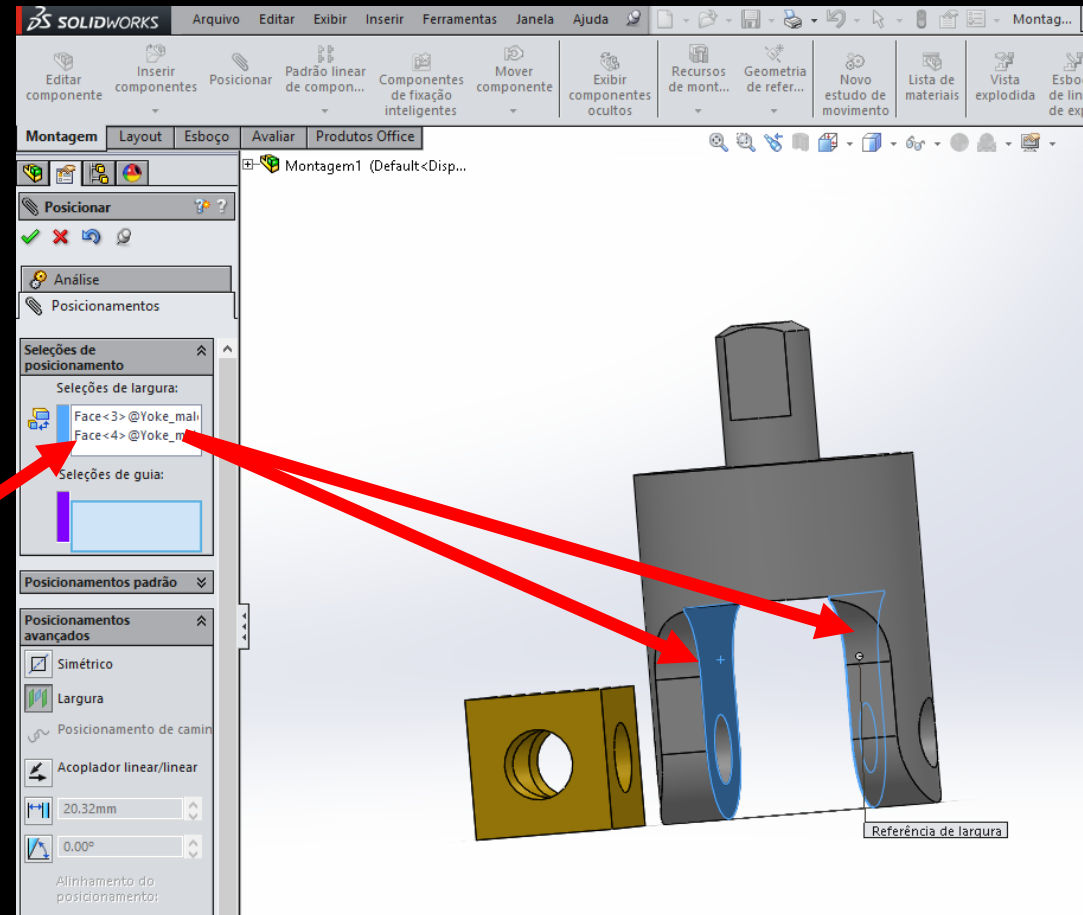 SOLIDWORKS Arquivo Editar Exibir Inserir Ferramentas Janela Ajuda Montag...
Editar componente
Inserir componentes
Posicionar
Padrão linear de compon...
Componentes de fixação inteligentes
Mover componente
Exibir componentes ocultos
Recursos de mont...
Geometria de refer...
Novo estudo de movimento
Lista de materiais
Vista explodida
Montagem Layout Esboço Avaliar Produtos Office
Montagem1 (Default<Disp...
Posicionar
Análise
Posicionamentos
Seleções de
posicionamento
Seleções de largura:
Face<3>@Yoke_mal
Face<4>@Yoke_m
Seleções de guia:
Posicionamentos padrão
Posicionamentos
avançados
Simétrico
Largura
Posicionamento de camin
Acoplador linear/linear
20.32mm
0.00°
Alinhamento do
posicionamento:
Referência de largura